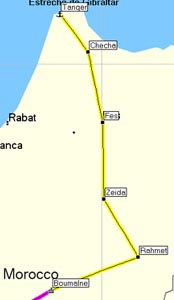 Estrecho de Gibraltar
Tanger
Checha
Rabat
Fes
anca
Zeida
Rahmet
Morocco
Boumalne